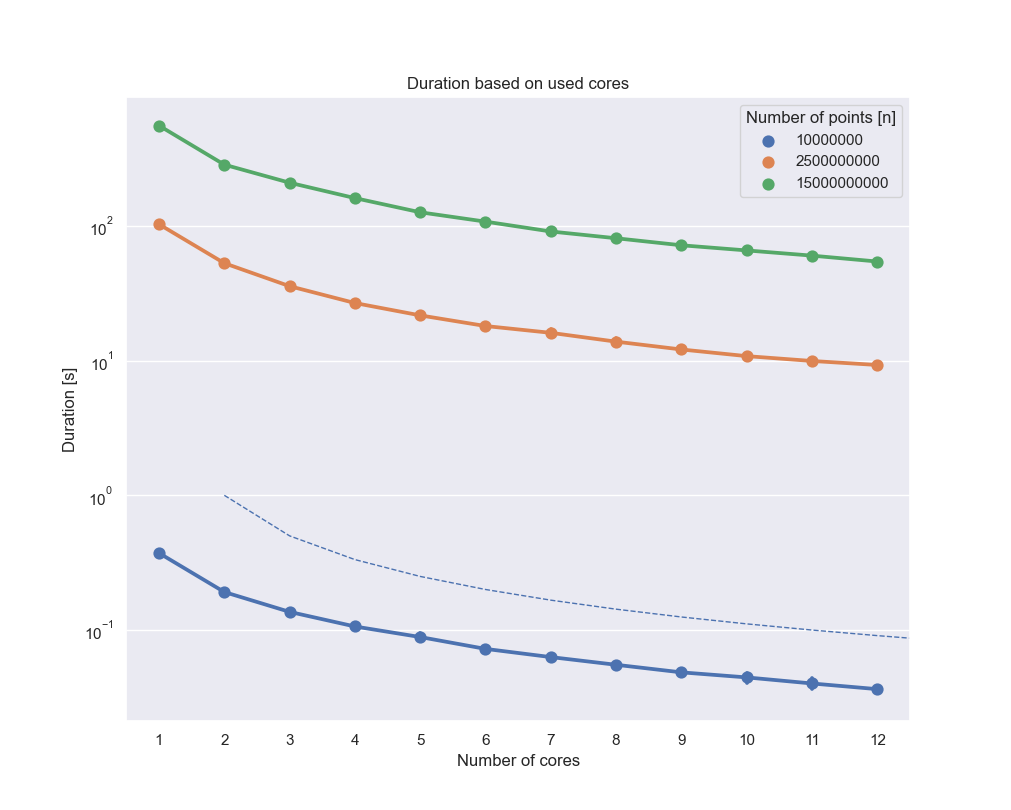 Duration based on used cores
Number of points [n]
10000000
2500000000
15000000000
Duration [s]
10^2
10^1
10^0
10^−1
1 2 3 4 5 6 7 8 9 10 11 12
Number of cores